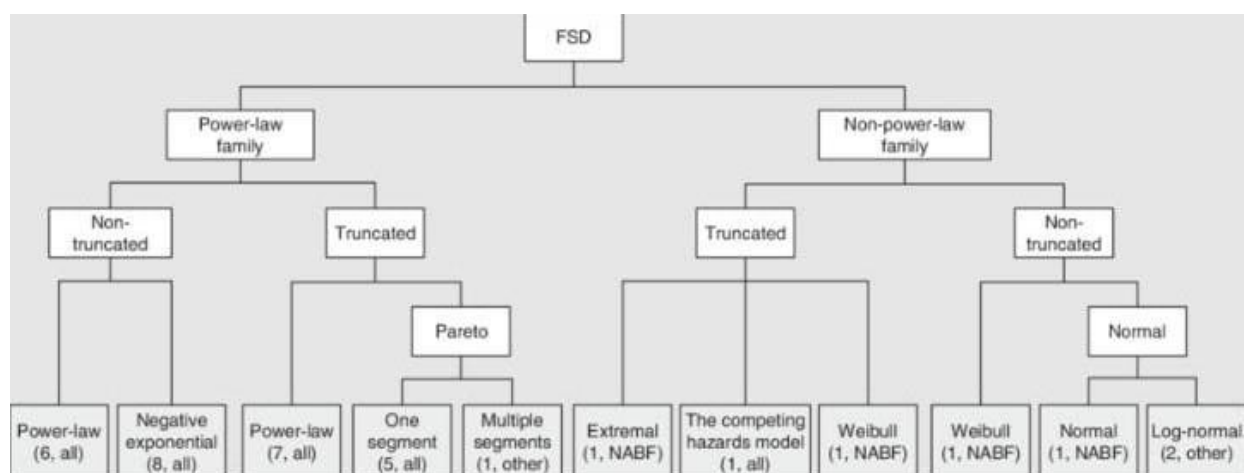 FSD
Power-law
family
Non-power-law
family
Non-
truncated
Truncated
Truncated
Non-
truncated
Pareto
Normal
Power-law
(6, all)
Negative
exponential
(8, all)
Power-law
(7, all)
One
segment
(5, all)
Multiple
segments
(1, other)
Extremal
(1, NABF)
The competing
hazards model
(1, all)
Weibull
(1, NABF)
Weibull
(1, NABF)
Normal
(1, NABF)
Log-normal
(2, other)